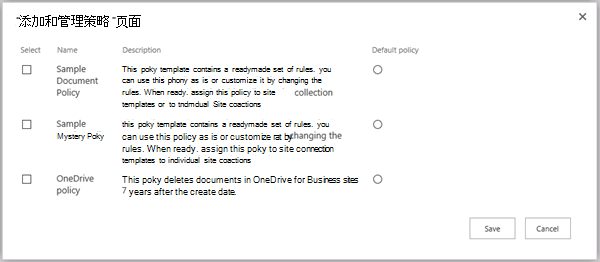 "添加和管理策略 "页面
Select Name Description Default policy
Sample Document Policy
This poky template contains a readymade set of rules. you
can use this phony as is or customize it by changing the
rules. When ready. assign this policy to site collection
templates or to tndmdual Site coactions
Sample Mystery Poky
this poky template contains a readymade set of rules. you
can use this policy as is or customize rat by changing the
rules. When ready. assign this poky to site connection
templates to individual site coactions
OneDrive policy
This poky deletes documents in OneDrive for Business sites
7 years after the create date.
Save Cancel